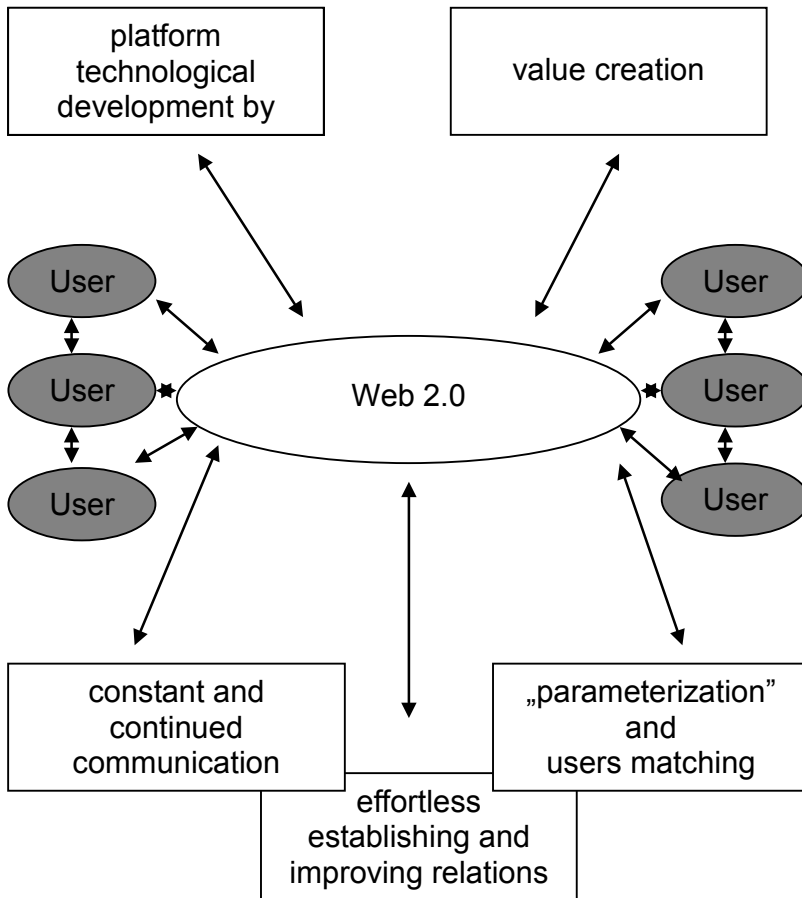 platform
technological
development by
value creation
User
User
User
User
Web 2.0
User
User
constant and
continued
communication
„parameterization”
and
users matching
effortless
establishing and
improving relations